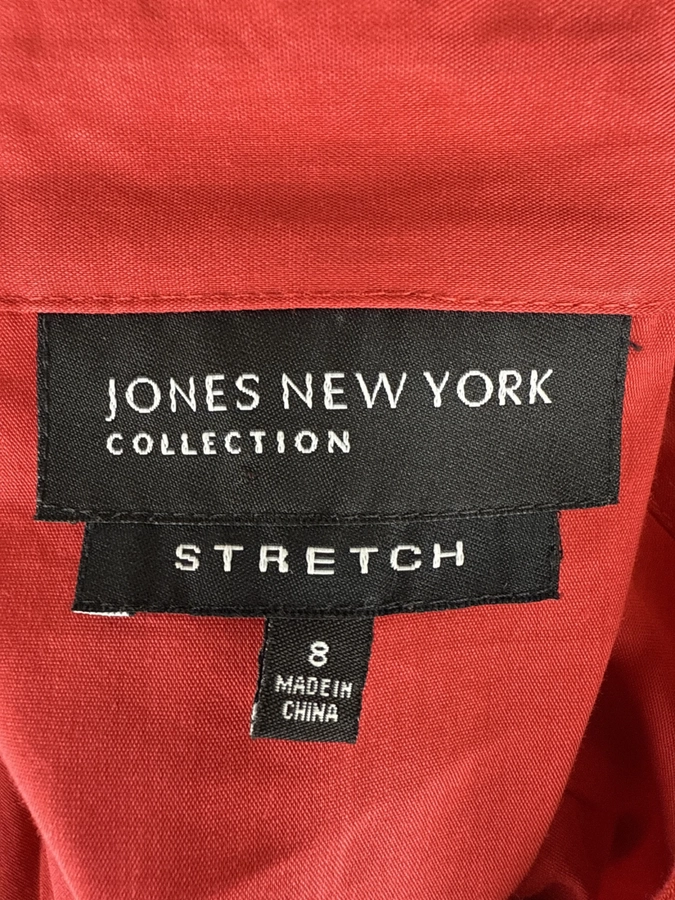 JONES NEW YORK
COLLECTION
STRETCH
8
MADE IN
CHINA